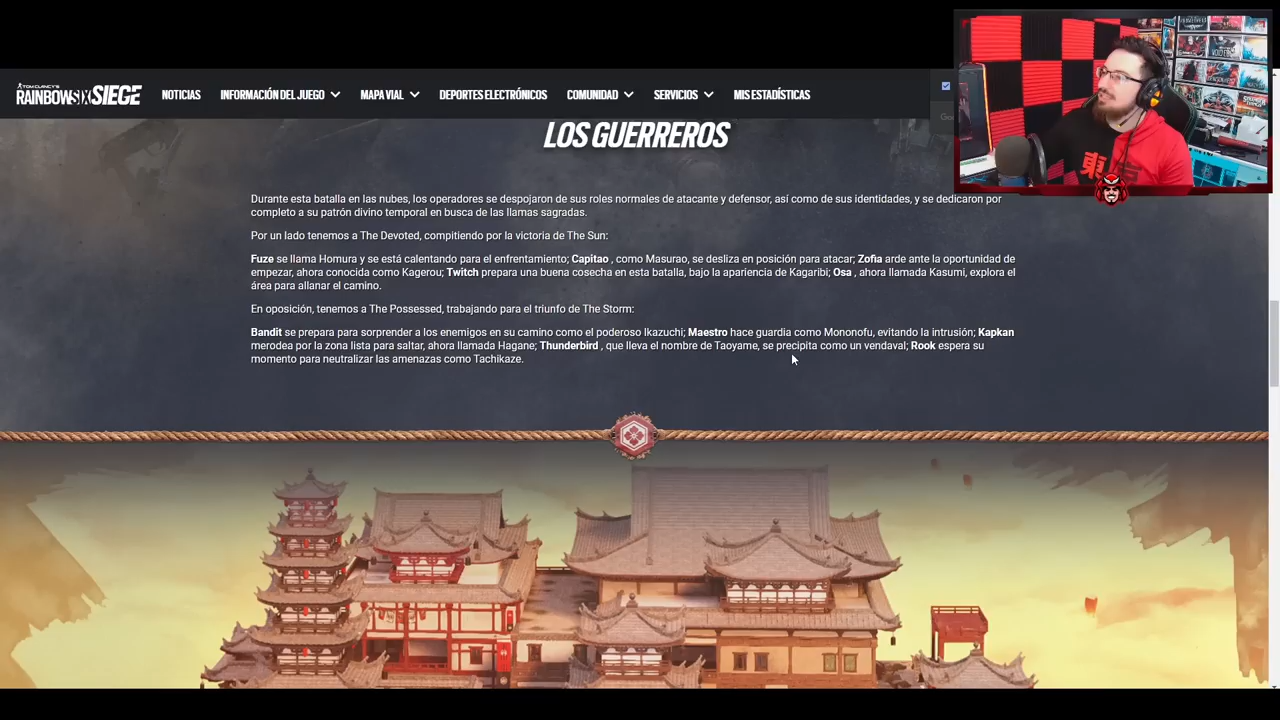 TOM CLANCY'S
RAINBOWSIX SIEGE
NOTICIAS
INFORMACIÓN DEL JUEGO
MAPA VIAL
DEPORTES ELECTRÓNICOS
COMUNIDAD
SERVICIOS
MIS ESTADÍSTICAS
LOS GUERREROS
Durante esta batalla en las nubes, los operadores se despojaron de sus roles normales de atacante y defensor, así como de sus identidades, y se dedicaron por
completo a su patrón divino temporal en busca de las llamas sagradas.
Por un lado tenemos a The Devoted, compitiendo por la victoria de The Sun:
Fuze se llama Homura y se está calentando para el enfrentamiento; Capitao , como Masurao, se desliza en posición para atacar; Zofia arde ante la oportunidad de
empezar, ahora conocida como Kagerou; Twitch prepara una buena cosecha en esta batalla, bajo la apariencia de Kagaribi; Osa , ahora llamada Kasumi, explora el
área para allanar el camino.
En oposición, tenemos a The Possessed, trabajando para el triunfo de The Storm:
Bandit se prepara para sorprender a los enemigos en su camino como el poderoso Ikazuchi; Maestro hace guardia como Mononofu, evitando la intrusión; Kapkan
merodea por la zona lista para saltar, ahora llamada Hagane; Thunderbird , que lleva el nombre de Taoyame, se precipita como un vendaval; Rook espera su
momento para neutralizar las amenazas como Tachikaze.